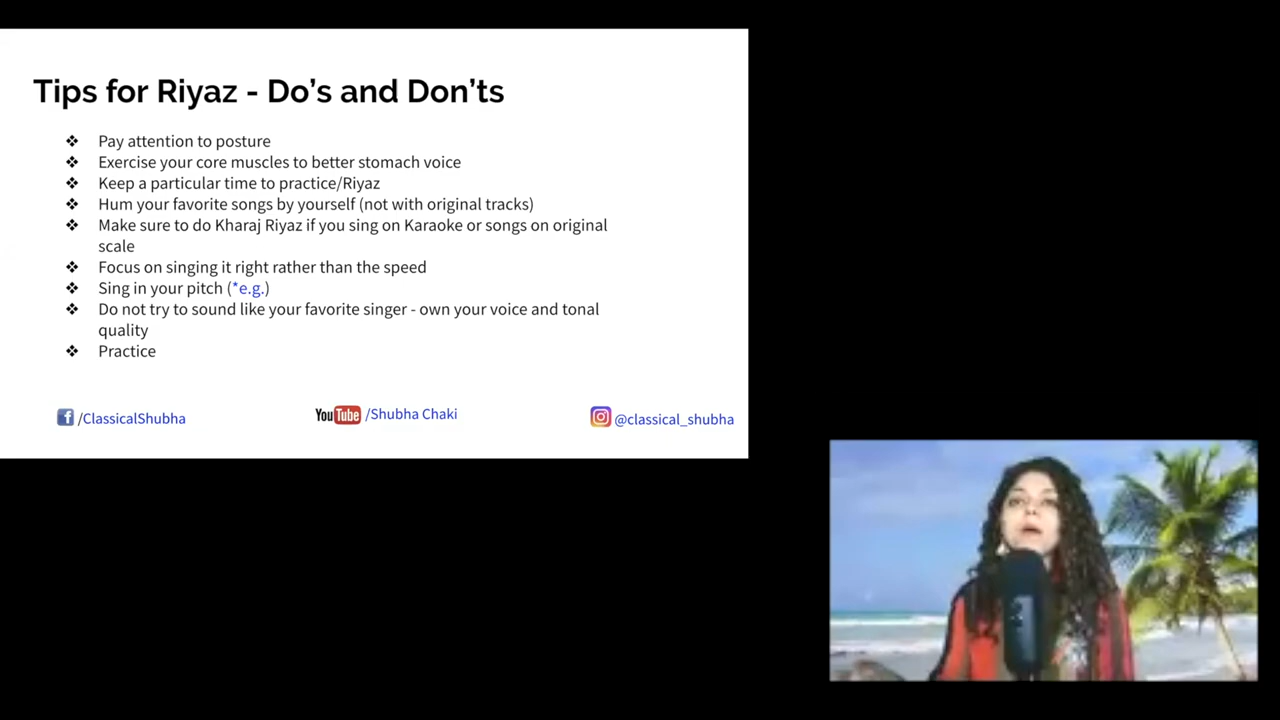 Tips for Riyaz - Do's and Don'ts
❖ Pay attention to posture
❖ Exercise your core muscles to better stomach voice
❖ Keep a particular time to practice/Riyaz
❖ Hum your favorite songs by yourself (not with original tracks)
❖ Make sure to do Kharaj Riyaz if you sing on Karaoke or songs on original
scale
❖ Focus on singing it right rather than the speed
❖ Sing in your pitch (*e.g.)
❖ Do not try to sound like your favorite singer - own your voice and tonal
quality
❖ Practice
/ClassicalShubha
YouTube /Shubha Chaki
@classical_shubha